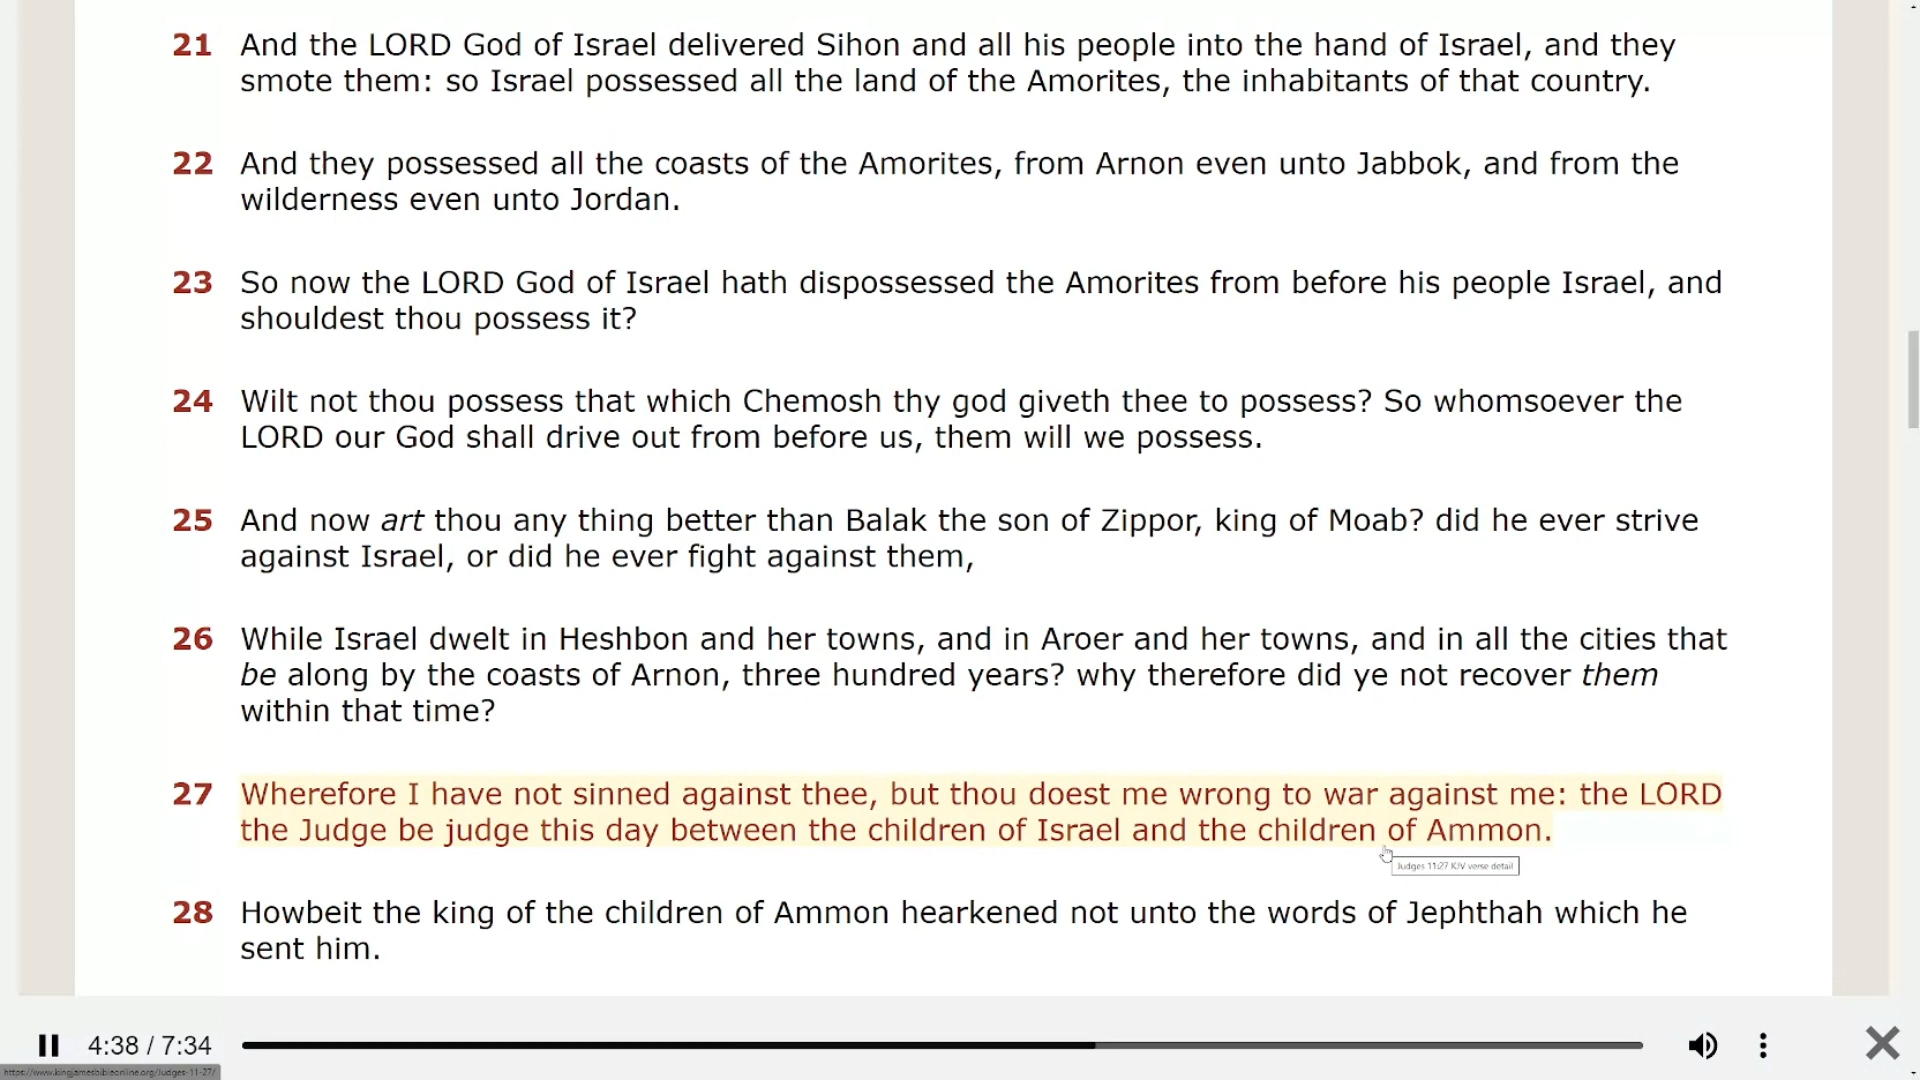 21 And the LORD God of Israel delivered Sihon and all his people into the hand of Israel, and they
smote them: so Israel possessed all the land of the Amorites, the inhabitants of that country.
22 And they possessed all the coasts of the Amorites, from Arnon even unto Jabbok, and from the
wilderness even unto Jordan.
23 So now the LORD God of Israel hath dispossessed the Amorites from before his people Israel, and
shouldest thou possess it?
24 Wilt not thou possess that which Chemosh thy god giveth thee to possess? So whomsoever the
LORD our God shall drive out from before us, them will we possess.
25 And now art thou any thing better than Balak the son of Zippor, king of Moab? did he ever strive
against Israel, or did he ever fight against them,
26 While Israel dwelt in Heshbon and her towns, and in Aroer and her towns, and in all the cities that
be along by the coasts of Arnon, three hundred years? why therefore did ye not recover them
within that time?
27 Wherefore I have not sinned against thee, but thou doest me wrong to war against me: the LORD
the Judge be judge this day between the children of Israel and the children of Ammon.
Judges 11:27 KJV verse detail
28 Howbeit the king of the children of Ammon hearkened not unto the words of Jephthah which he
sent him.
4:38 / 7:34
https://www.kingjamesbibleonline.org/Judges-11-27/